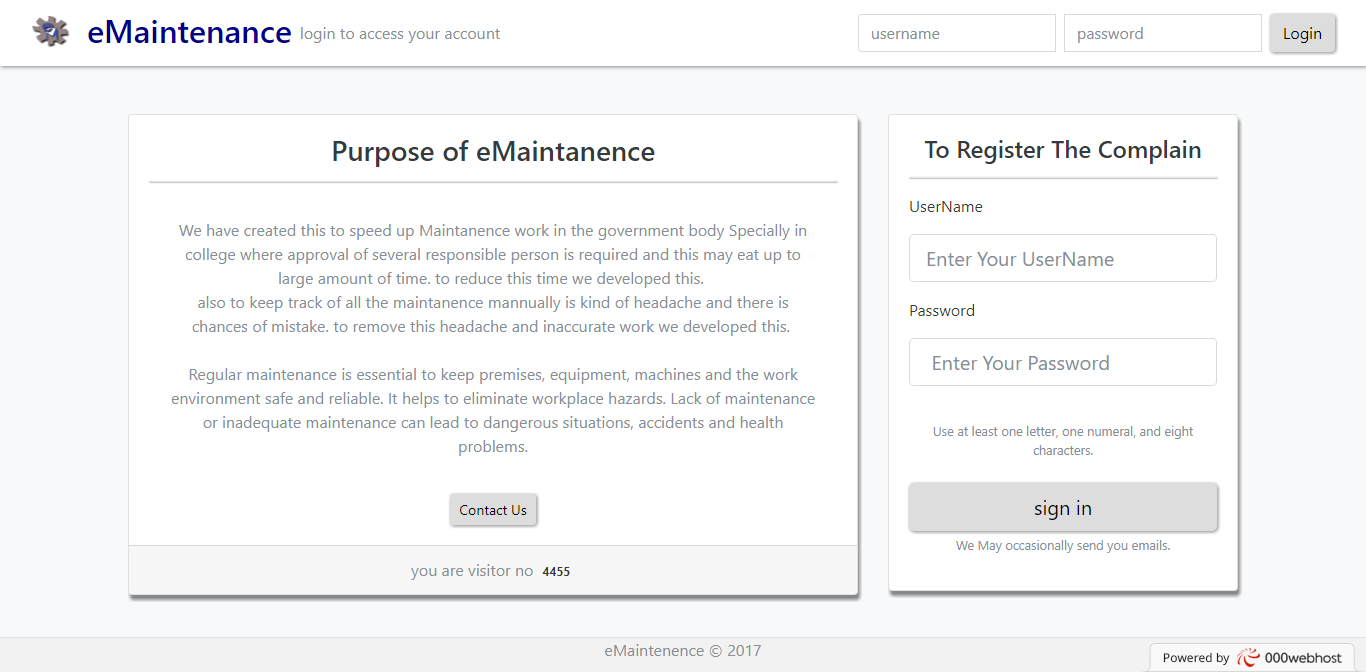 eMaintenance login to access your account username password Login
Purpose of eMaintanence
We have created this to speed up Maintanence work in the government body Specially in
college where approval of several responsible person is required and this may eat up to
large amount of time. to reduce this time we developed this.
also to keep track of all the maintanence mannually is kind of headache and there is
chances of mistake. to remove this headache and inaccurate work we developed this.
Regular maintenance is essential to keep premises, equipment, machines and the work
environment safe and reliable. It helps to eliminate workplace hazards. Lack of maintenance
or inadequate maintenance can lead to dangerous situations, accidents and health
problems.
Contact Us
you are visitor no 4455
To Register The Complain
UserName
Enter Your UserName
Password
Enter Your Password
Use at least one letter, one numeral, and eight
characters.
sign in
We May occasionally send you emails.
eMaintenence © 2017
Powered by 000webhost